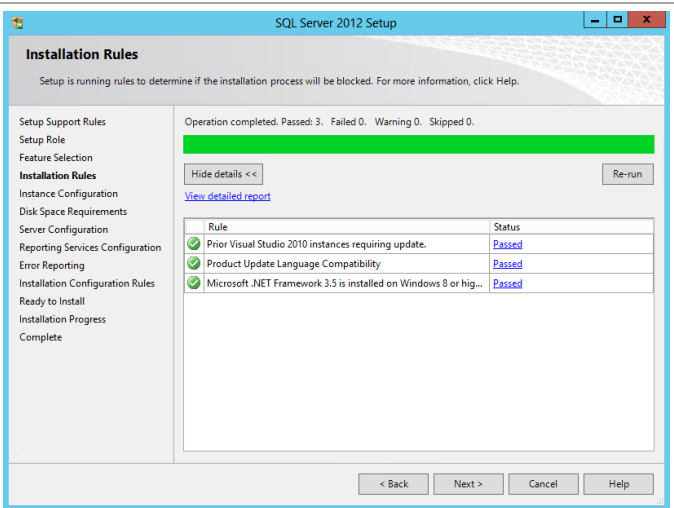 SQL Server 2012 Setup
Installation Rules
Setup is running rules to determine if the installation process will be blocked. For more information, click Help.
Setup Support Rules
Setup Role
Feature Selection
Installation Rules
Instance Configuration
Disk Space Requirements
Server Configuration
Reporting Services Configuration
Error Reporting
Installation Configuration Rules
Ready to Install
Installation Progress
Complete
Operation completed. Passed: 3. Failed 0. Warning 0. Skipped 0.
Hide details << Re-run
View detailed report
Rule Status
Prior Visual Studio 2010 instances requiring update. Passed
Product Update Language Compatibility Passed
Microsoft .NET Framework 3.5 is installed on Windows 8 or hig... Passed
< Back Next > Cancel Help